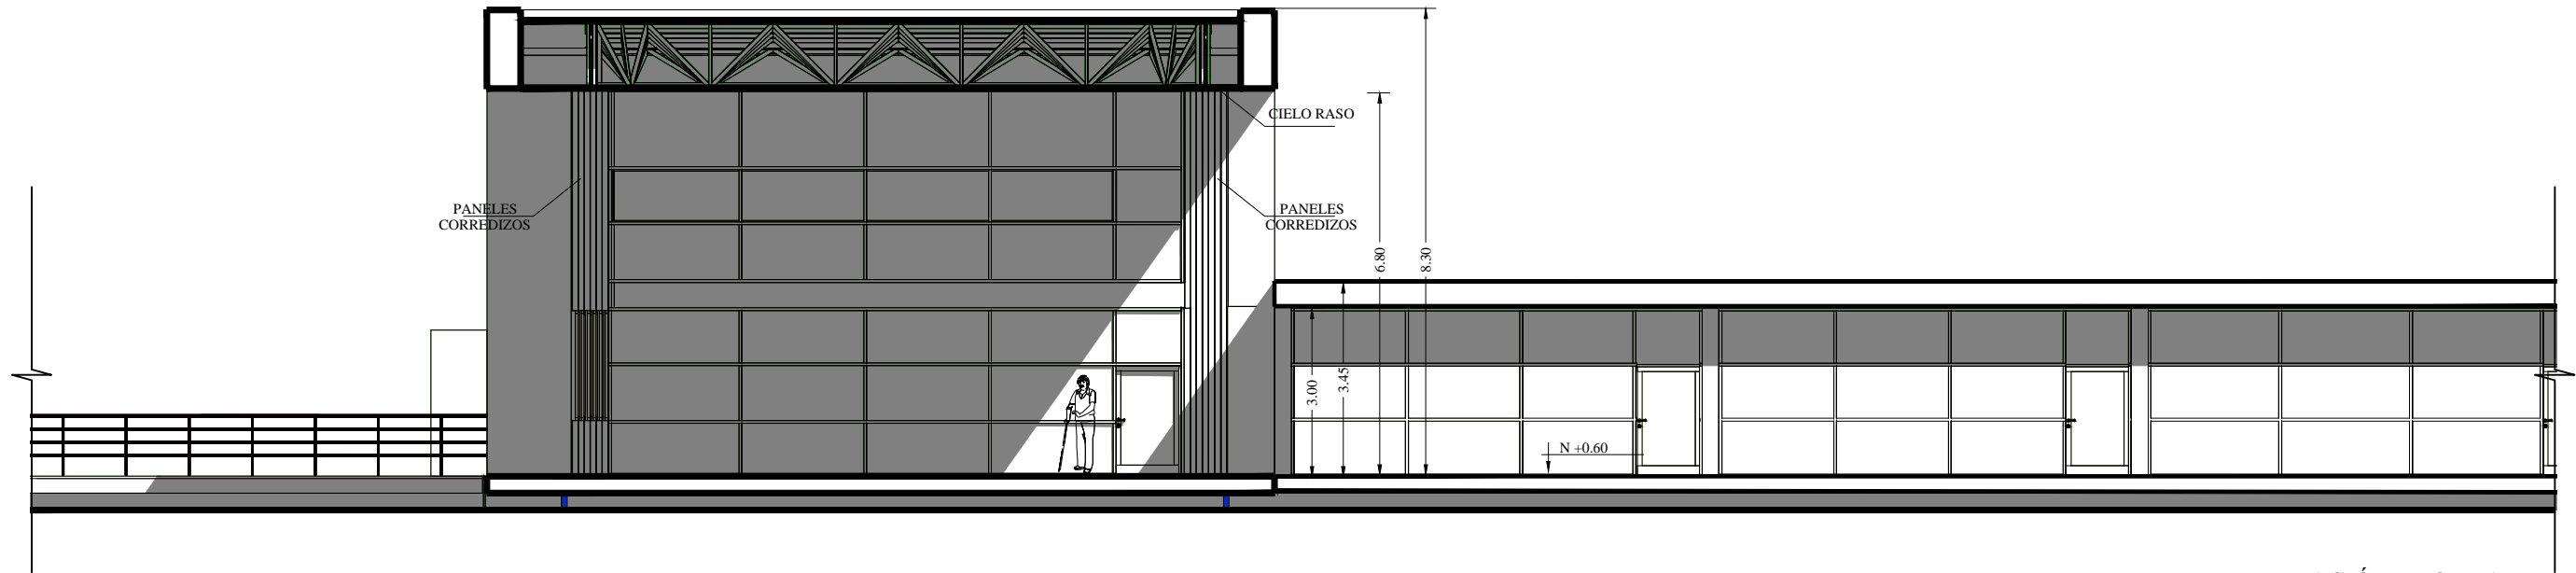 CIELO RASO
PANELES
CORREDIZOS
PANELES
CORREDIZOS
6.80
8.30
3.00
3.45
N +0.60